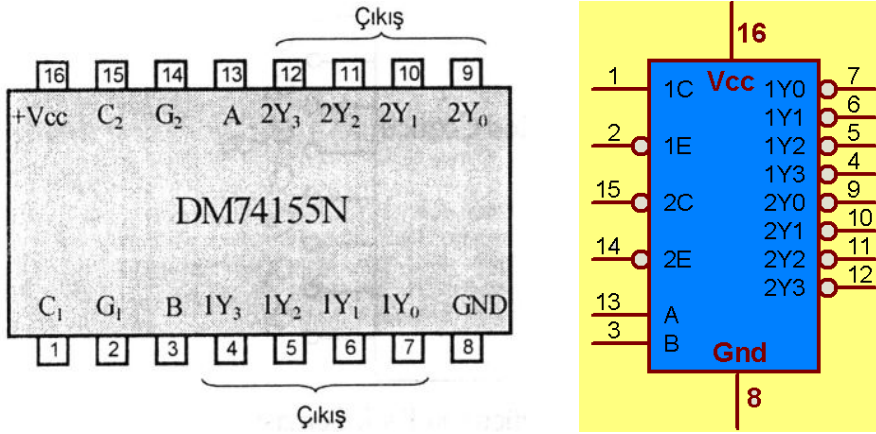 Çıkış
16 15 14 13 12 11 10 9
+Vcc C₂ G₂ A 2Y₃ 2Y₂ 2Y₁ 2Y₀
DM74155N
C₁ G₁ B 1Y₃ 1Y₂ 1Y₁ 1Y₀ GND
1 2 3 4 5 6 7 8
Çıkış
16
Vcc
1 1C 1Y0 7
1Y1 6
2 1E 1Y2 5
1Y3 4
15 2C 2Y0 9
2Y1 10
14 2E 2Y2 11
2Y3 12
13 A
3 B
Gnd
8